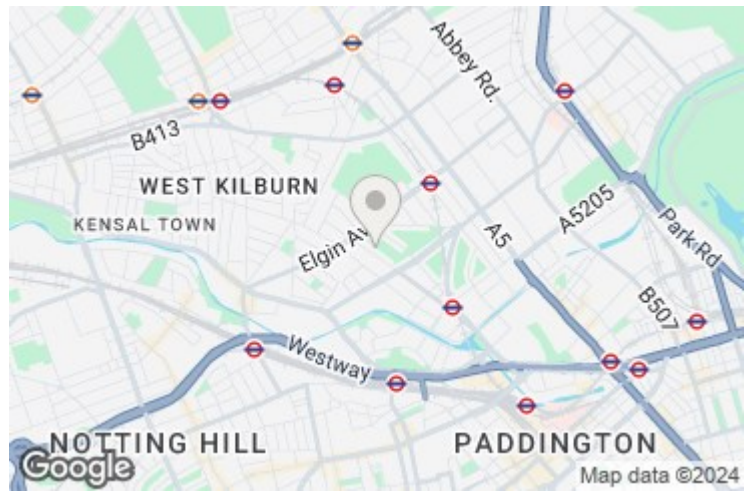 Abbey Rd.
B413
WEST KILBURN
KENSAL TOWN
Elgin Av
A5
A5205
Park Rd
B507
Westway
NOTTING HILL
PADDINGTON
Google
Map data ©2024